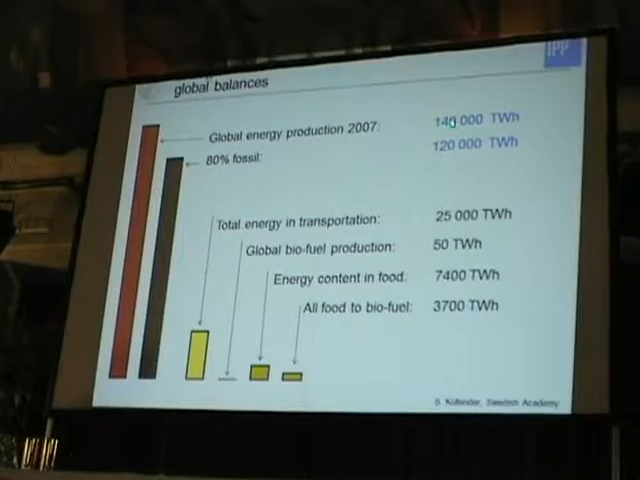 IPP
global balances
Global energy production 2007: 140 000 TWh
80% fossil: 120 000 TWh
Total energy in transportation: 25 000 TWh
Global bio-fuel production: 50 TWh
Energy content in food: 7400 TWh
All food to bio-fuel: 3700 TWh
S. Kullander, Swedish Academy